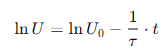 ln U = ln U₀ − 1/τ · t